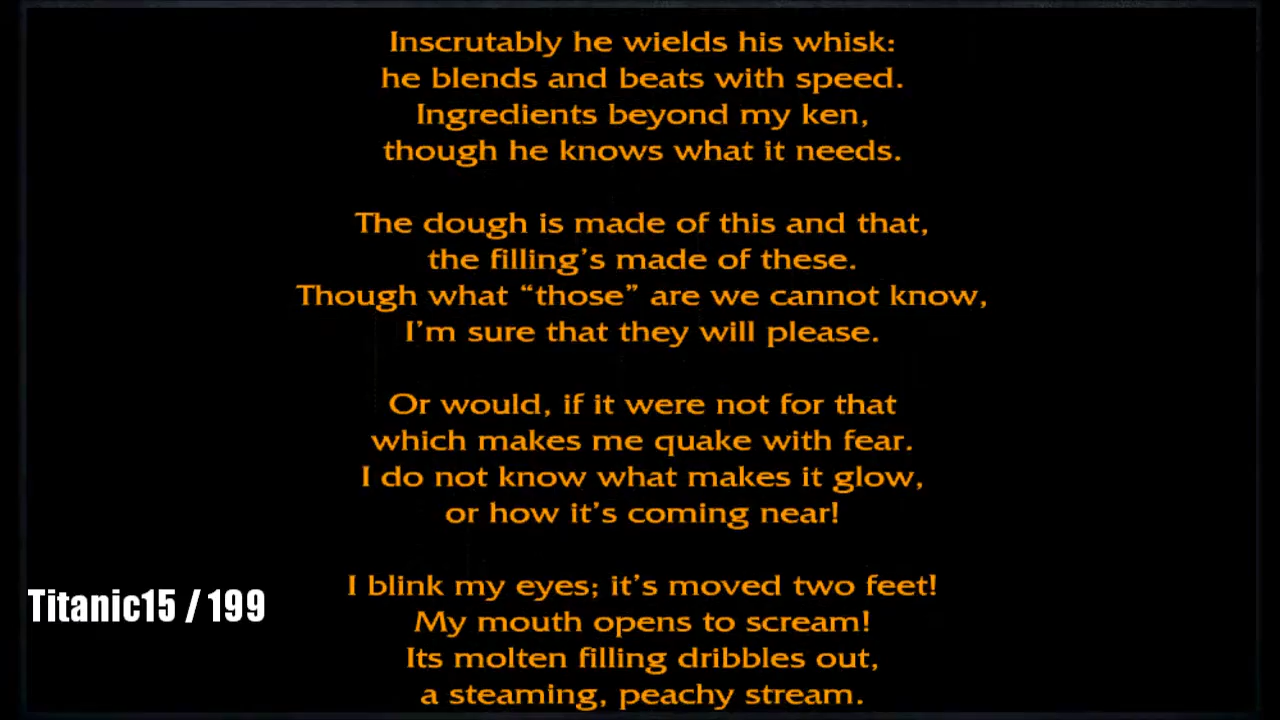 Inscrutably he wields his whisk:
he blends and beats with speed.
Ingredients beyond my ken,
though he knows what it needs.
The dough is made of this and that,
the filling’s made of these.
Though what “those” are we cannot know,
I’m sure that they will please.
Or would, if it were not for that
which makes me quake with fear.
I do not know what makes it glow,
or how it’s coming near!
I blink my eyes; it’s moved two feet!
My mouth opens to scream!
Its molten filling dribbles out,
a steaming, peachy stream.
Titanic15 / 199